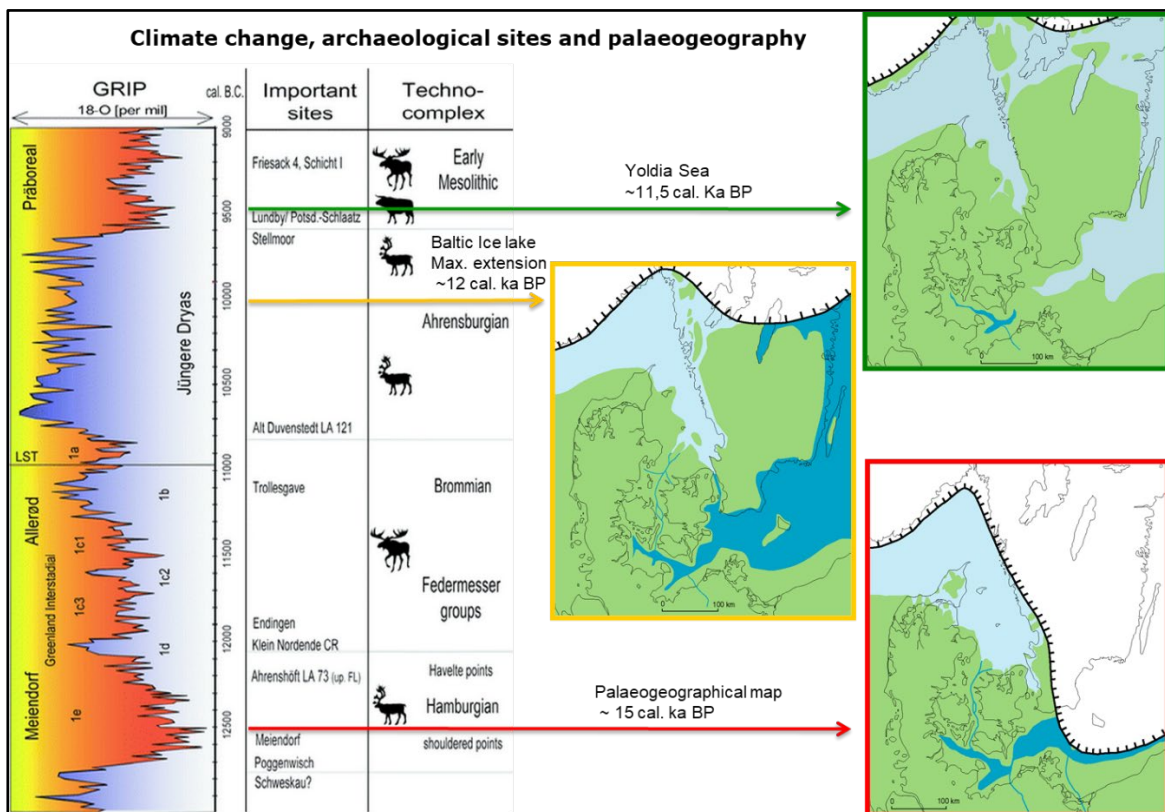 Climate change, archaeological sites and palaeogeography
GRIP
18-O [per mil]
cal. B.C.
Important
sites
Techno-
complex
9000
9500
10000
10500
11000
11500
12000
12500
Präboreal
Jüngere Dryas
LST
Allerød
Meiendorf
Greenland Interstadial
1a
1b
1c1
1c2
1c3
1d
1e
Friesack 4, Schicht I
Lundby/ Potsd.-Schlaatz
Stellmoor
Alt Duvenstedt LA 121
Trollesgave
Endingen
Klein Nordende CR
Ahrenshöft LA 73 (up. FL)
Meiendorf
Poggenwisch
Schweskau?
Early
Mesolithic
Ahrensburgian
Brommian
Federmesser
groups
Havelte points
Hamburgian
shouldered points
Yoldia Sea
~11,5 cal. Ka BP
Baltic Ice lake
Max. extension
~12 cal. ka BP
Palaeogeographical map
~ 15 cal. ka BP
0 100 km
0 100 km
0 100 km